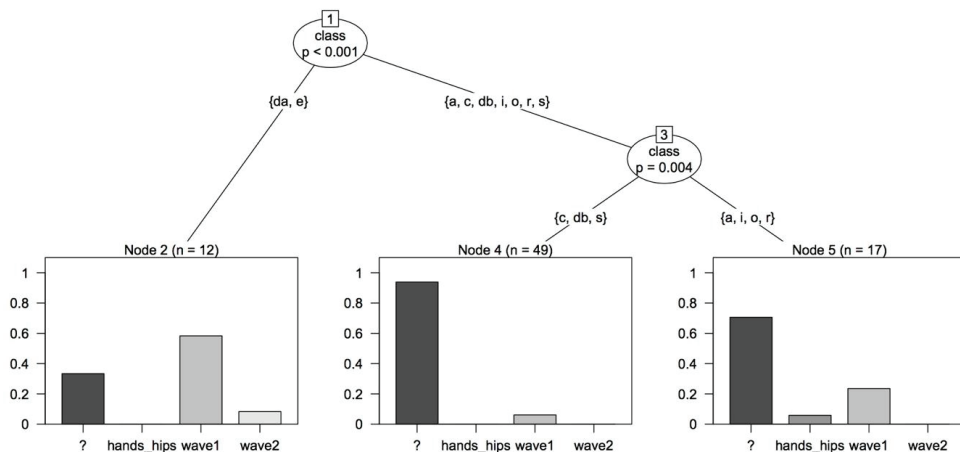 1
class
p < 0.001
{da, e}
{a, c, db, i, o, r, s}
3
class
p = 0.004
{c, db, s}
{a, i, o, r}
Node 2 (n = 12)
1
0.8
0.6
0.4
0.2
0
? hands_hips wave1 wave2
Node 4 (n = 49)
1
0.8
0.6
0.4
0.2
0
? hands_hips wave1 wave2
Node 5 (n = 17)
1
0.8
0.6
0.4
0.2
0
? hands_hips wave1 wave2